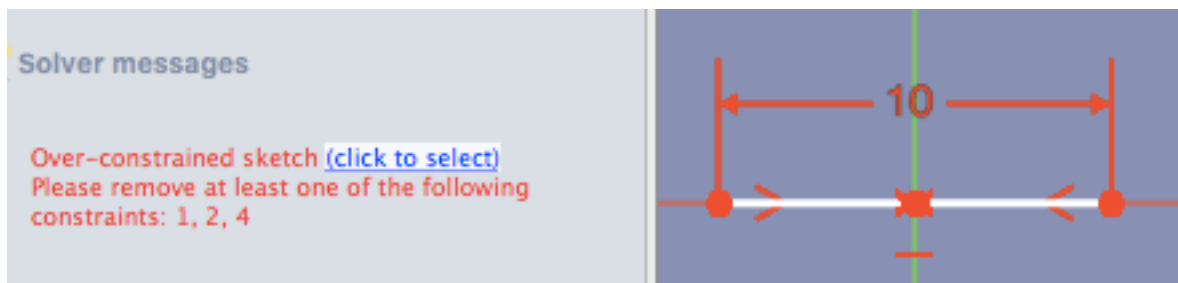 Solver messages
Over-constrained sketch (click to select)
Please remove at least one of the following
constraints: 1, 2, 4
10